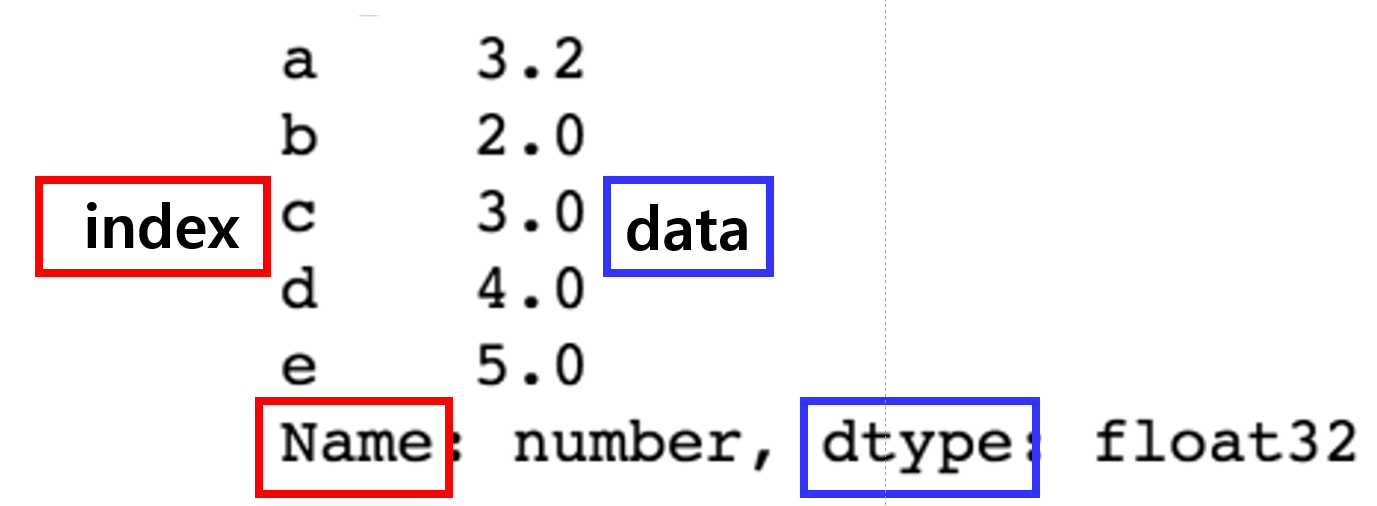 a 3.2
b 2.0
index c 3.0 data
d 4.0
e 5.0
Name: number, dtype: float32